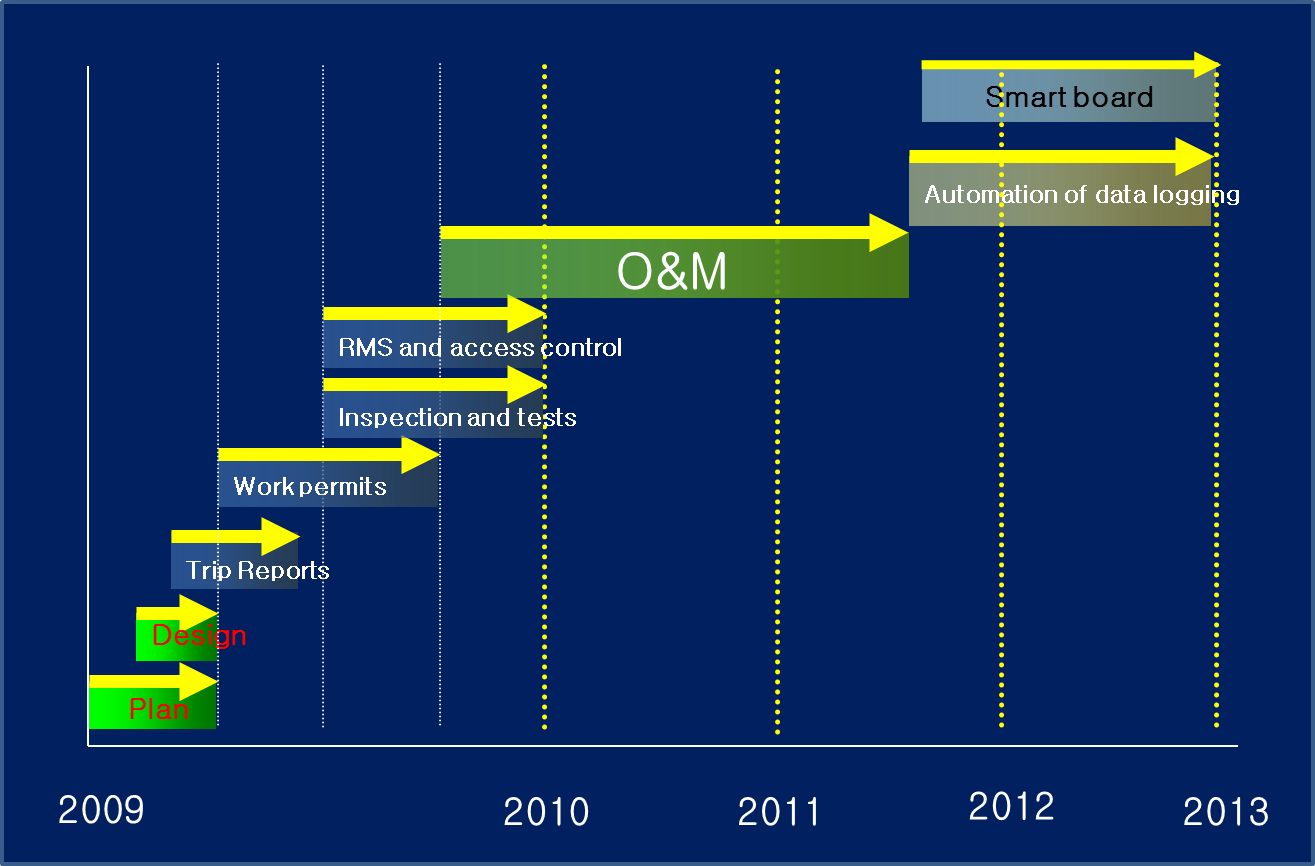 Smart board
Automation of data logging
O&M
RMS and access control
Inspection and tests
Work permits
Trip Reports
Design
Plan
2009
2010
2011
2012
2013